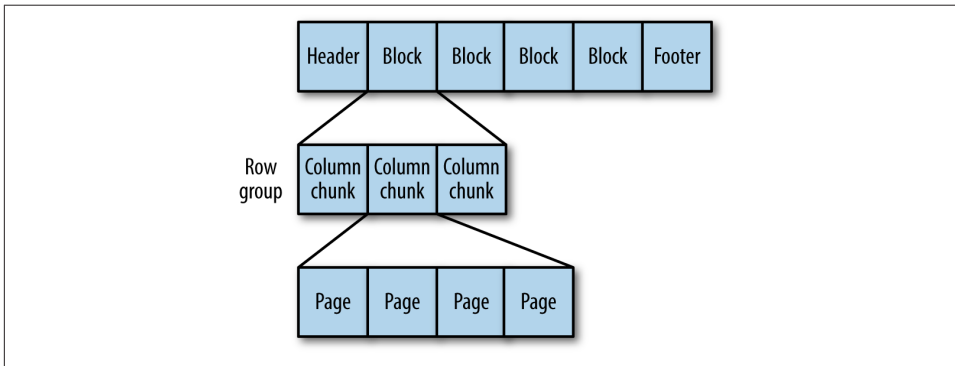 Header Block Block Block Block Footer
Row group
Column chunk Column chunk Column chunk
Page Page Page Page